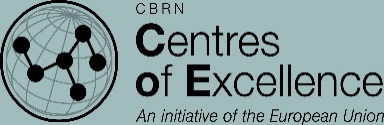 CBRN
Centres
of Excellence
An initiative of the European Union